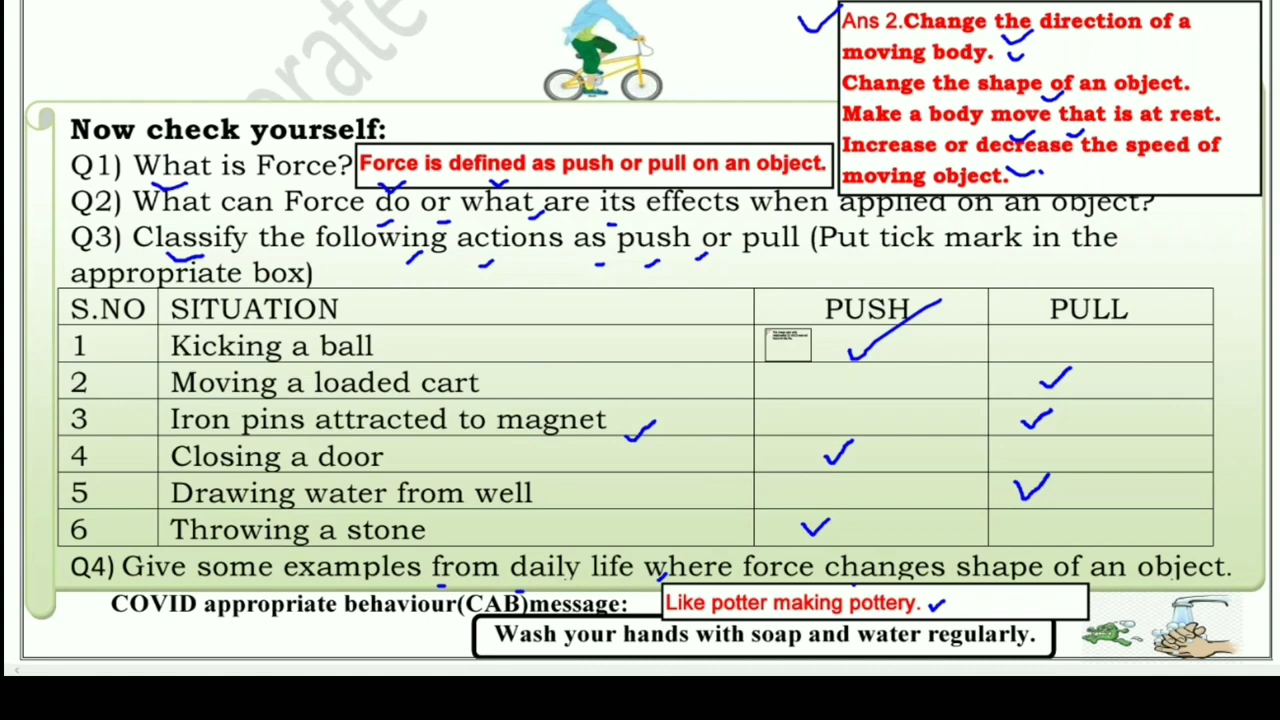 orate
Ans 2.Change the direction of a
moving body.
Change the shape of an object.
Make a body move that is at rest.
Increase or decrease the speed of
moving object.
Now check yourself:
Q1) What is Force? Force is defined as push or pull on an object.
Q2) What can Force do or what are its effects when applied on an object?
Q3) Classify the following actions as push or pull (Put tick mark in the
appropriate box)
S.NO SITUATION PUSH PULL
1 Kicking a ball
2 Moving a loaded cart
3 Iron pins attracted to magnet
4 Closing a door
5 Drawing water from well
6 Throwing a stone
Q4) Give some examples from daily life where force changes shape of an object.
COVID appropriate behaviour(CAB)message: Like potter making pottery.
Wash your hands with soap and water regularly.